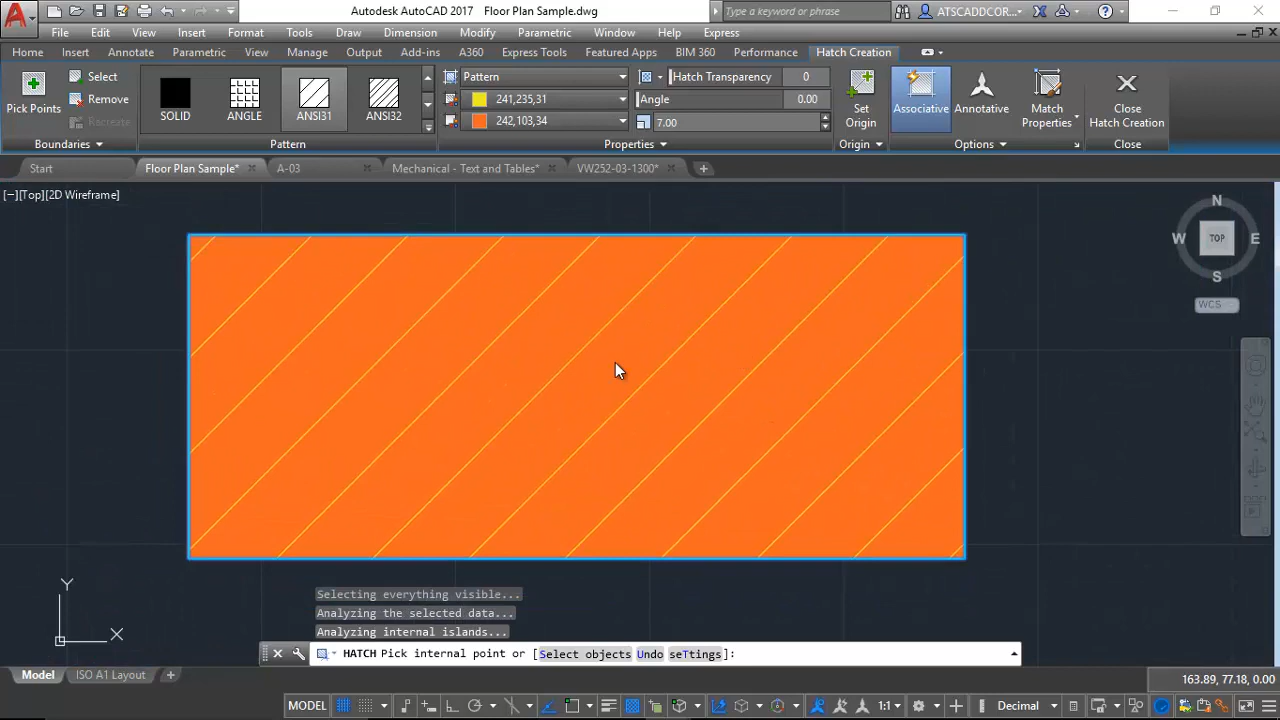 Autodesk AutoCAD 2017 Floor Plan Sample.dwg
Type a keyword or phrase
ATSCADDCOR...
File Edit View Insert Format Tools Draw Dimension Modify Parametric Window Help Express
Home Insert Annotate Parametric View Manage Output Add-ins A360 Express Tools Featured Apps BIM 360 Performance Hatch Creation
Pick Points
Select
Remove
Recreate
Boundaries
SOLID
ANGLE
ANSI31
ANSI32
Pattern
Pattern
241,235,31
242,103,34
Hatch Transparency 0
Angle 0.00
7.00
Properties
Set
Origin
Origin
Associative
Annotative
Match
Properties
Options
Close
Hatch Creation
Close
Start
Floor Plan Sample*
A-03
Mechanical - Text and Tables*
VW252-03-1300*
[−][Top][2D Wireframe]
N
W TOP E
S
WCS
Y
X
Selecting everything visible...
Analyzing the selected data...
Analyzing internal islands...
HATCH Pick internal point or [Select objects Undo seTtings]:
Model ISO A1 Layout
163.89, 77.18, 0.00
MODEL
1:1
Decimal